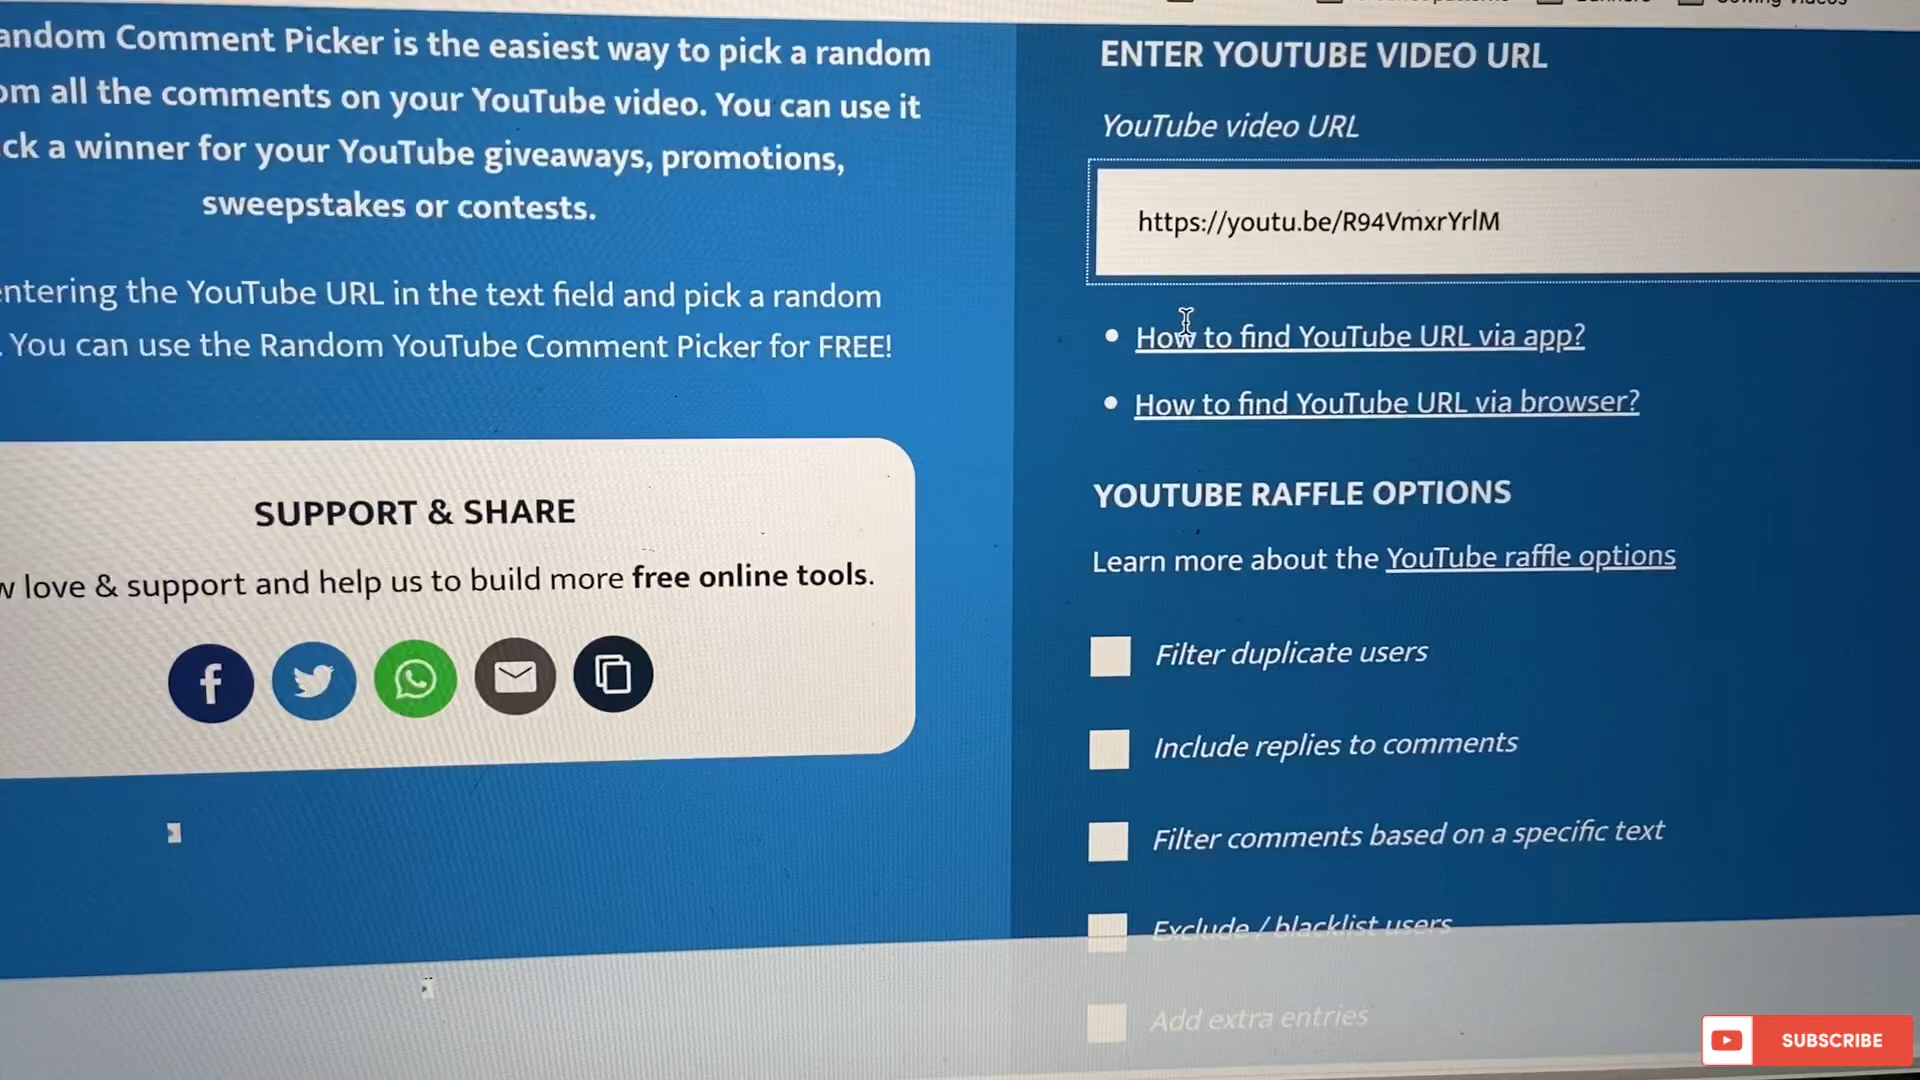 andom Comment Picker is the easiest way to pick a random
om all the comments on your YouTube video. You can use it
ck a winner for your YouTube giveaways, promotions,
sweepstakes or contests.
entering the YouTube URL in the text field and pick a random
. You can use the Random YouTube Comment Picker for FREE!
SUPPORT & SHARE
w love & support and help us to build more free online tools.
ENTER YOUTUBE VIDEO URL
YouTube video URL
https://youtu.be/R94VmxrYrlM
How to find YouTube URL via app?
How to find YouTube URL via browser?
YOUTUBE RAFFLE OPTIONS
Learn more about the YouTube raffle options
Filter duplicate users
Include replies to comments
Filter comments based on a specific text
Exclude / blacklist users
Add extra entries
SUBSCRIBE